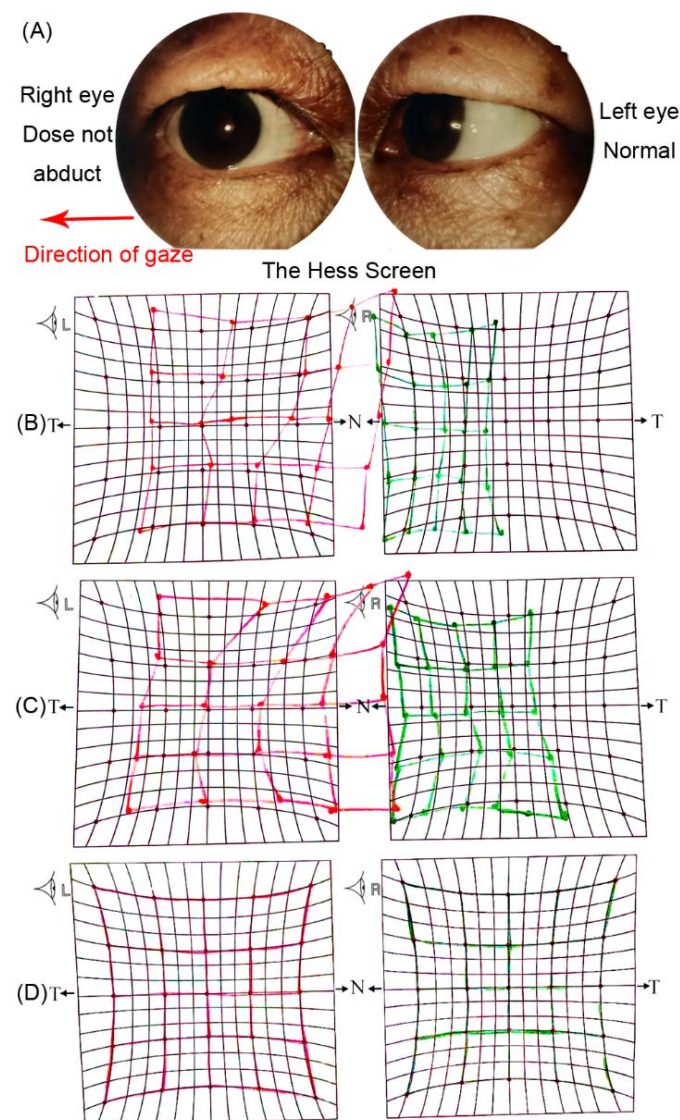 (A)
Right eye
Dose not
abduct
Left eye
Normal
Direction of gaze
The Hess Screen
L
R
(B) T
N
T
L
R
(C) T
N
T
L
R
(D) T
N
T